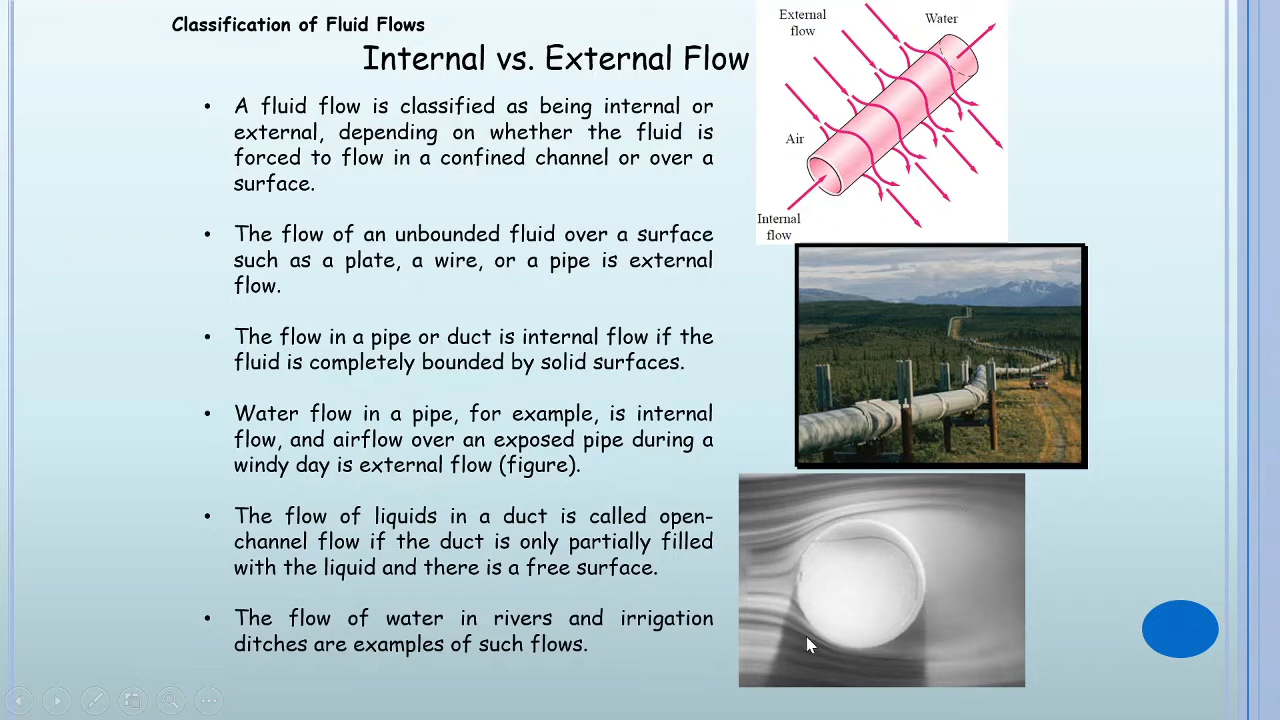 Classification of Fluid Flows
Internal vs. External Flow
• A fluid flow is classified as being internal or
external, depending on whether the fluid is
forced to flow in a confined channel or over a
surface.
• The flow of an unbounded fluid over a surface
such as a plate, a wire, or a pipe is external
flow.
• The flow in a pipe or duct is internal flow if the
fluid is completely bounded by solid surfaces.
• Water flow in a pipe, for example, is internal
flow, and airflow over an exposed pipe during a
windy day is external flow (figure).
• The flow of liquids in a duct is called open-
channel flow if the duct is only partially filled
with the liquid and there is a free surface.
• The flow of water in rivers and irrigation
ditches are examples of such flows.
External
flow
Water
Air
Internal
flow